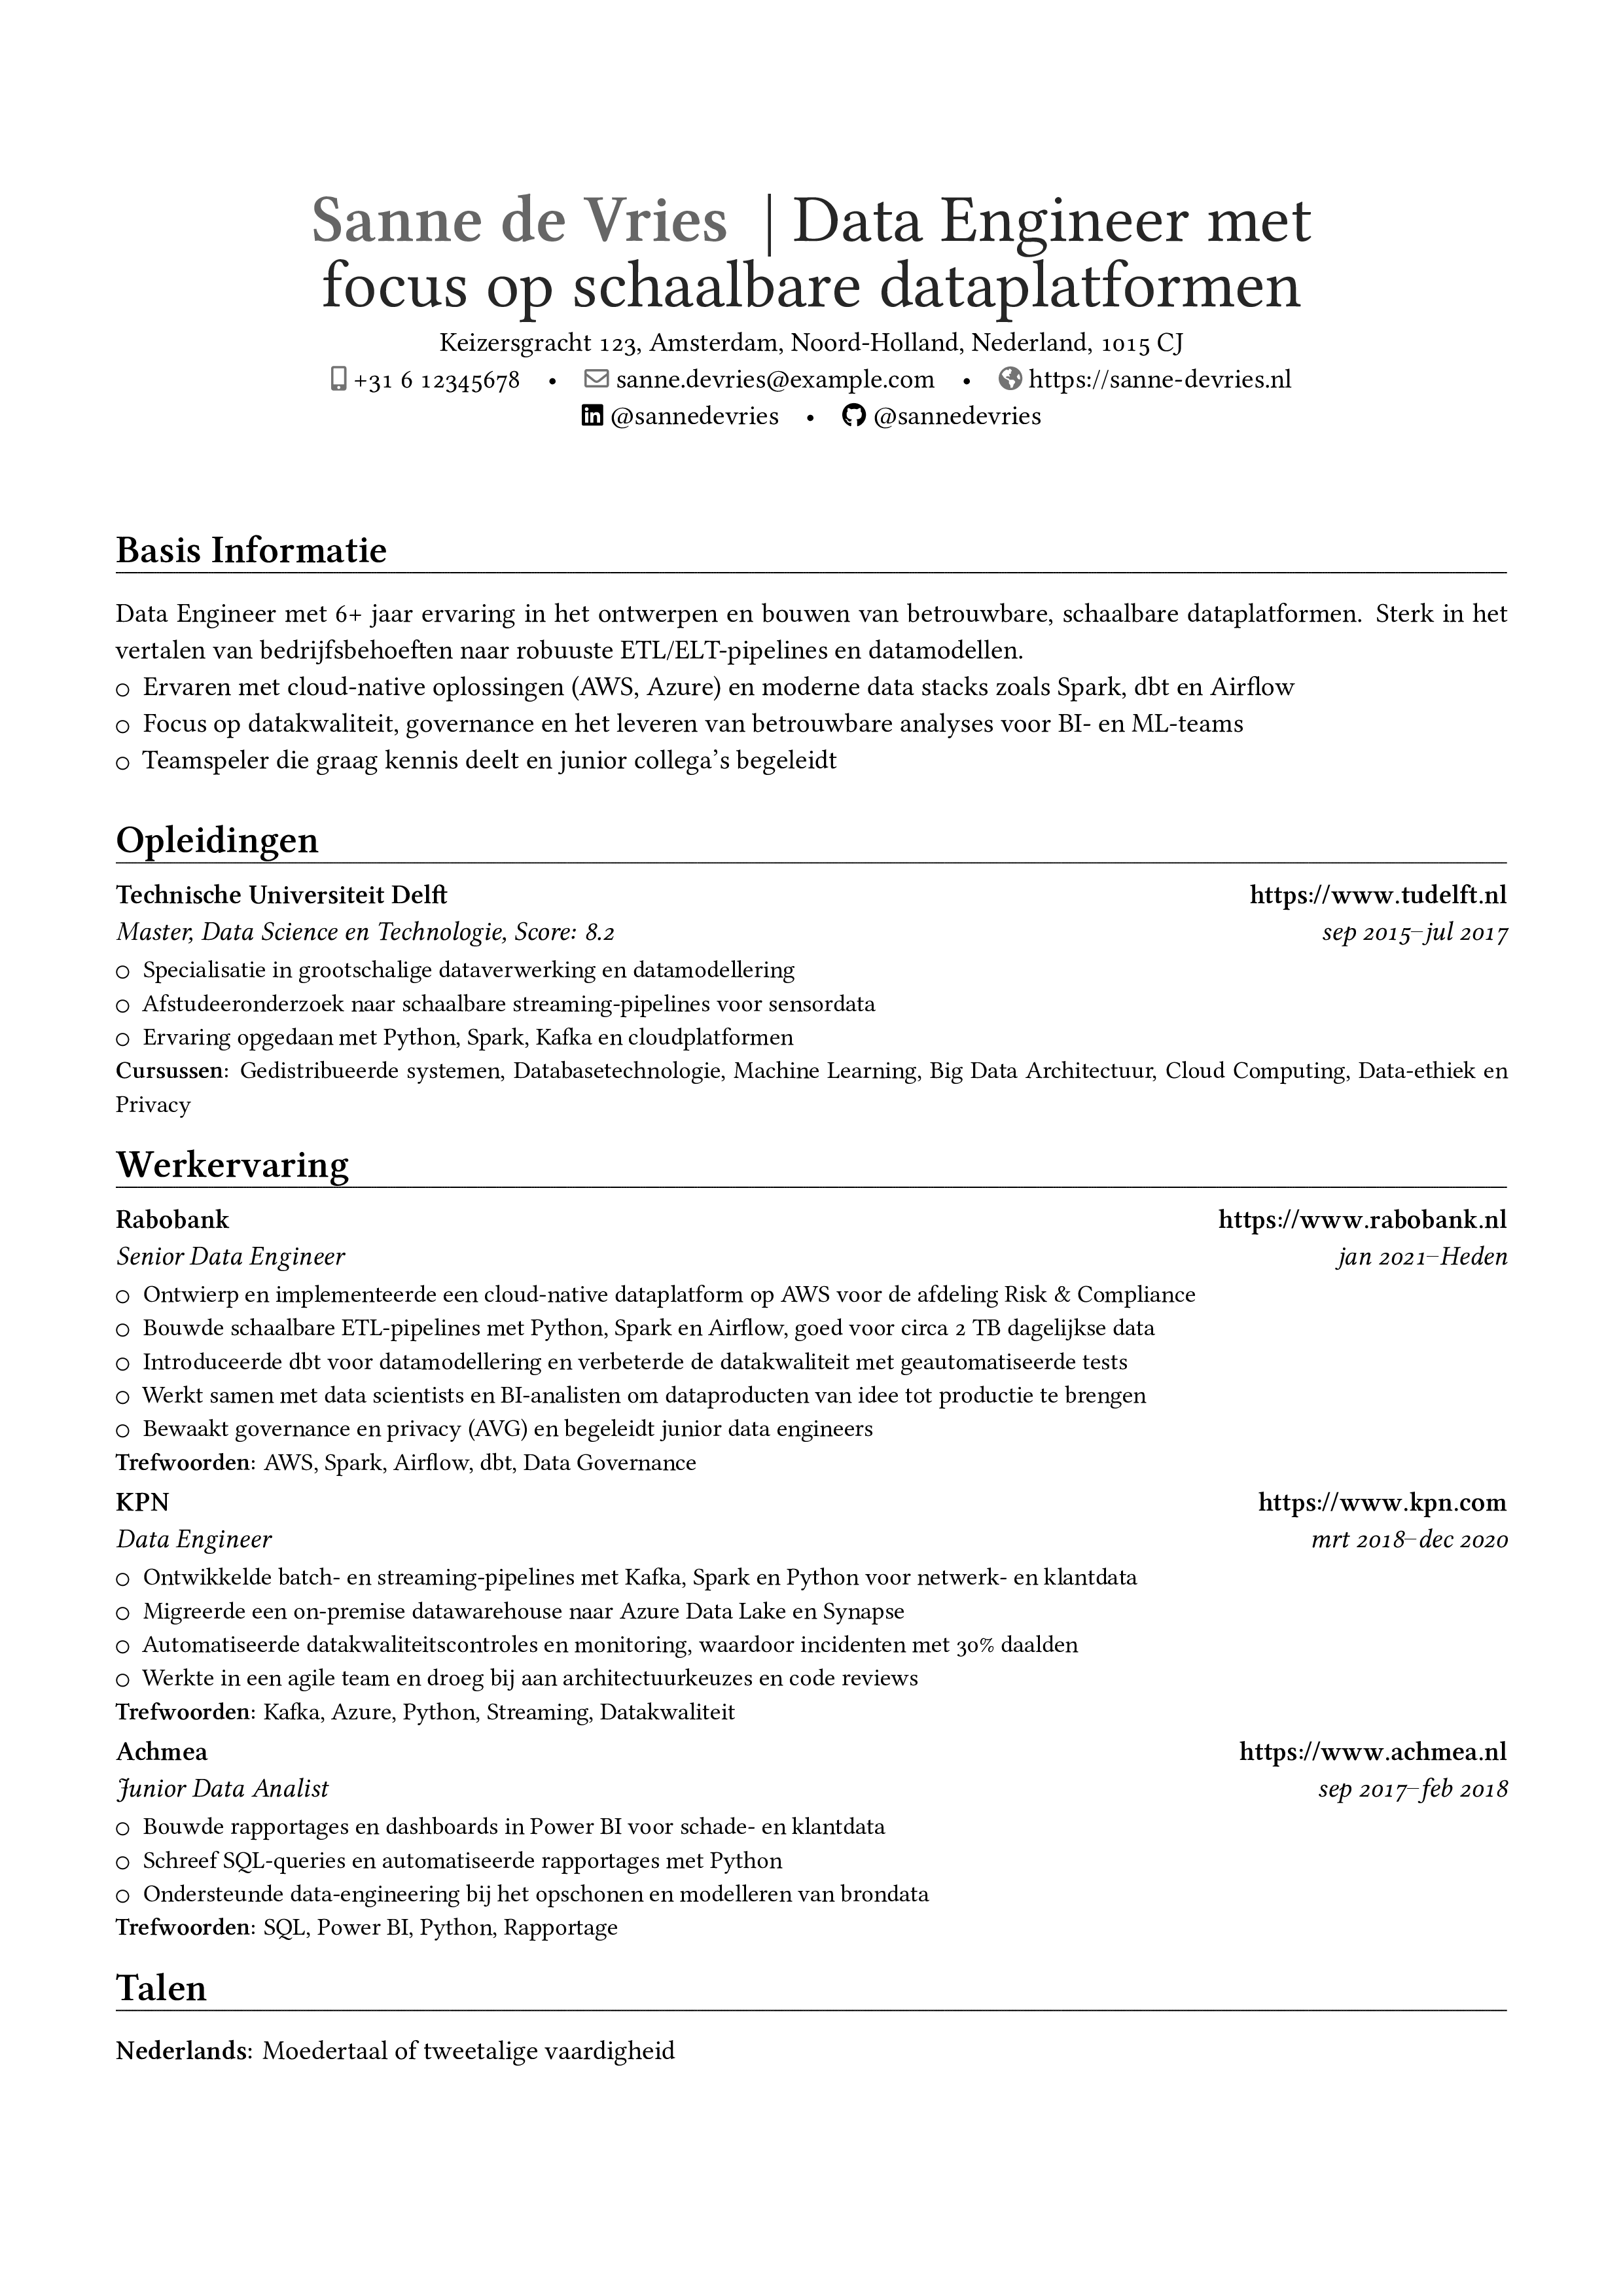 Sanne de Vries | Data Engineer met
focus op schaalbare dataplatformen
Keizersgracht 123, Amsterdam, Noord-Holland, Nederland, 1015 CJ
+31 6 12345678 • sanne.devries@example.com • https://sanne-devries.nl
@sannedevries • @sannedevries
Basis Informatie
Data Engineer met 6+ jaar ervaring in het ontwerpen en bouwen van betrouwbare, schaalbare dataplatformen. Sterk in het
vertalen van bedrijfsbehoeften naar robuuste ETL/ELT-pipelines en datamodellen.
○ Ervaren met cloud-native oplossingen (AWS, Azure) en moderne data stacks zoals Spark, dbt en Airflow
○ Focus op datakwaliteit, governance en het leveren van betrouwbare analyses voor BI- en ML-teams
○ Teamspeler die graag kennis deelt en junior collega's begeleidt
Opleidingen
Technische Universiteit Delft https://www.tudelft.nl
Master, Data Science en Technologie, Score: 8.2 sep 2015–jul 2017
○ Specialisatie in grootschalige dataverwerking en datamodellering
○ Afstudeeronderzoek naar schaalbare streaming-pipelines voor sensordata
○ Ervaring opgedaan met Python, Spark, Kafka en cloudplatformen
Cursussen: Gedistribueerde systemen, Databasetechnologie, Machine Learning, Big Data Architectuur, Cloud Computing, Data-ethiek en
Privacy
Werkervaring
Rabobank https://www.rabobank.nl
Senior Data Engineer jan 2021–Heden
○ Ontwierp en implementeerde een cloud-native dataplatform op AWS voor de afdeling Risk & Compliance
○ Bouwde schaalbare ETL-pipelines met Python, Spark en Airflow, goed voor circa 2 TB dagelijkse data
○ Introduceerde dbt voor datamodellering en verbeterde de datakwaliteit met geautomatiseerde tests
○ Werkt samen met data scientists en BI-analisten om dataproducten van idee tot productie te brengen
○ Bewaakt governance en privacy (AVG) en begeleidt junior data engineers
Trefwoorden: AWS, Spark, Airflow, dbt, Data Governance
KPN https://www.kpn.com
Data Engineer mrt 2018–dec 2020
○ Ontwikkelde batch- en streaming-pipelines met Kafka, Spark en Python voor netwerk- en klantdata
○ Migreerde een on-premise datawarehouse naar Azure Data Lake en Synapse
○ Automatiseerde datakwaliteitscontroles en monitoring, waardoor incidenten met 30% daalden
○ Werkte in een agile team en droeg bij aan architectuurkeuzes en code reviews
Trefwoorden: Kafka, Azure, Python, Streaming, Datakwaliteit
Achmea https://www.achmea.nl
Junior Data Analist sep 2017–feb 2018
○ Bouwde rapportages en dashboards in Power BI voor schade- en klantdata
○ Schreef SQL-queries en automatiseerde rapportages met Python
○ Ondersteunde data-engineering bij het opschonen en modelleren van brondata
Trefwoorden: SQL, Power BI, Python, Rapportage
Talen
Nederlands: Moedertaal of tweetalige vaardigheid